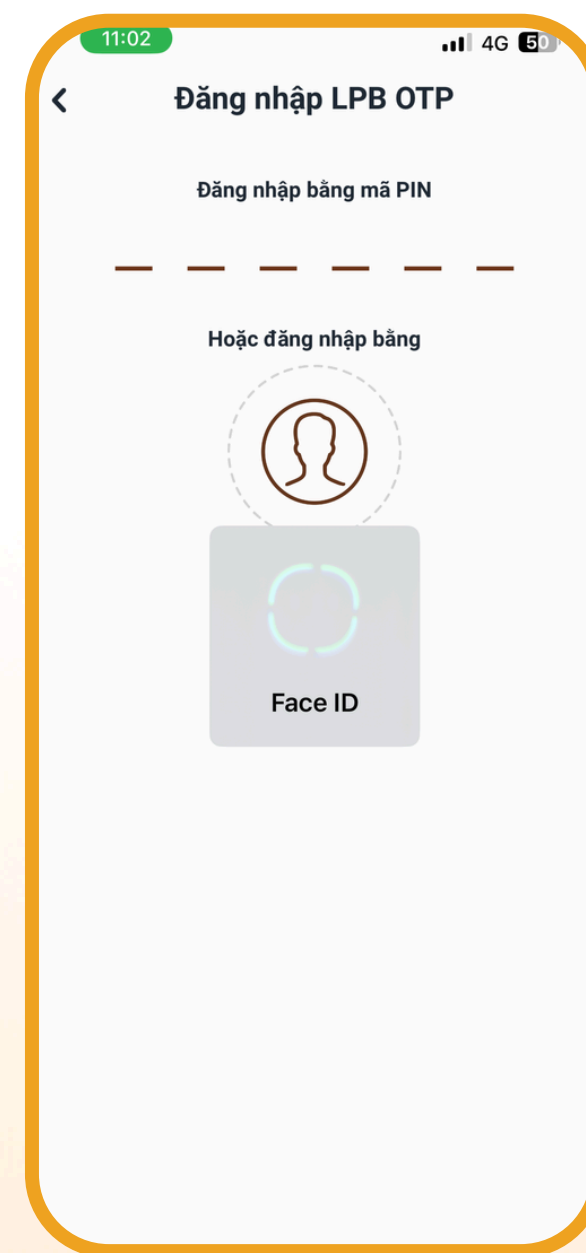 11:02 4G 50
Đăng nhập LPB OTP
Đăng nhập bằng mã PIN
Hoặc đăng nhập bằng
Face ID